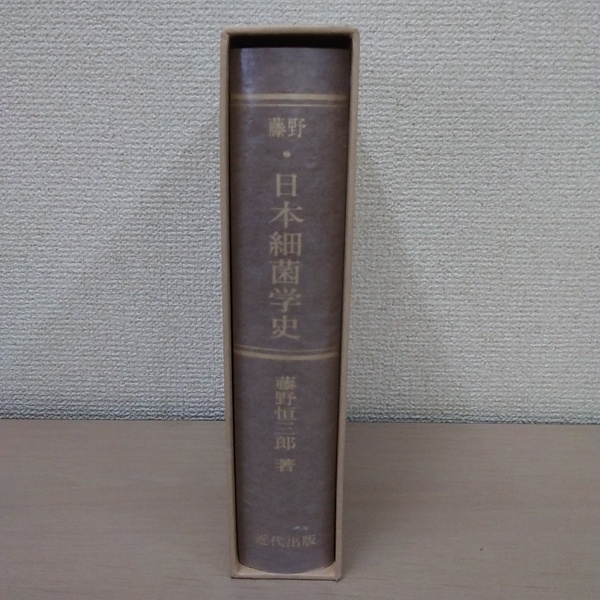 藤野
・日本細菌学史
藤野恒三郎 著
近代出版